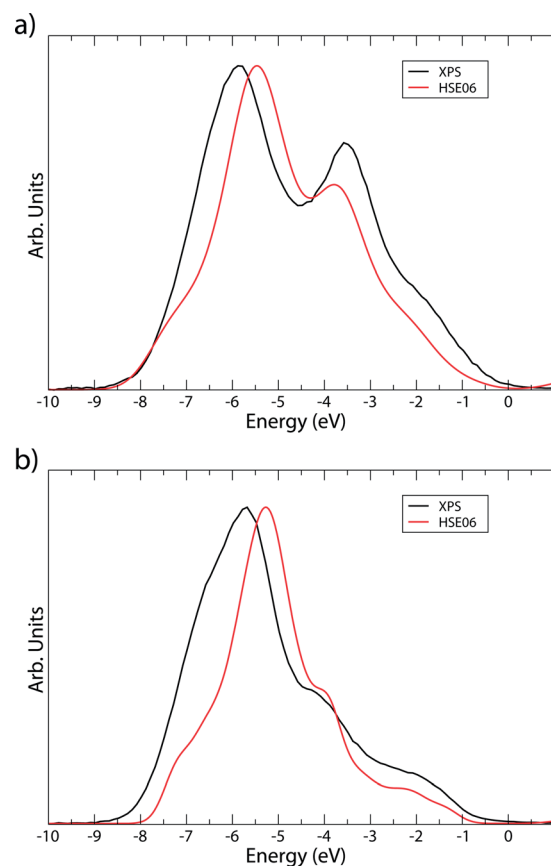 a)
XPS
HSE06
Arb. Units
-10 -9 -8 -7 -6 -5 -4 -3 -2 -1 0
Energy (eV)
b)
XPS
HSE06
Arb. Units
-10 -9 -8 -7 -6 -5 -4 -3 -2 -1 0
Energy (eV)